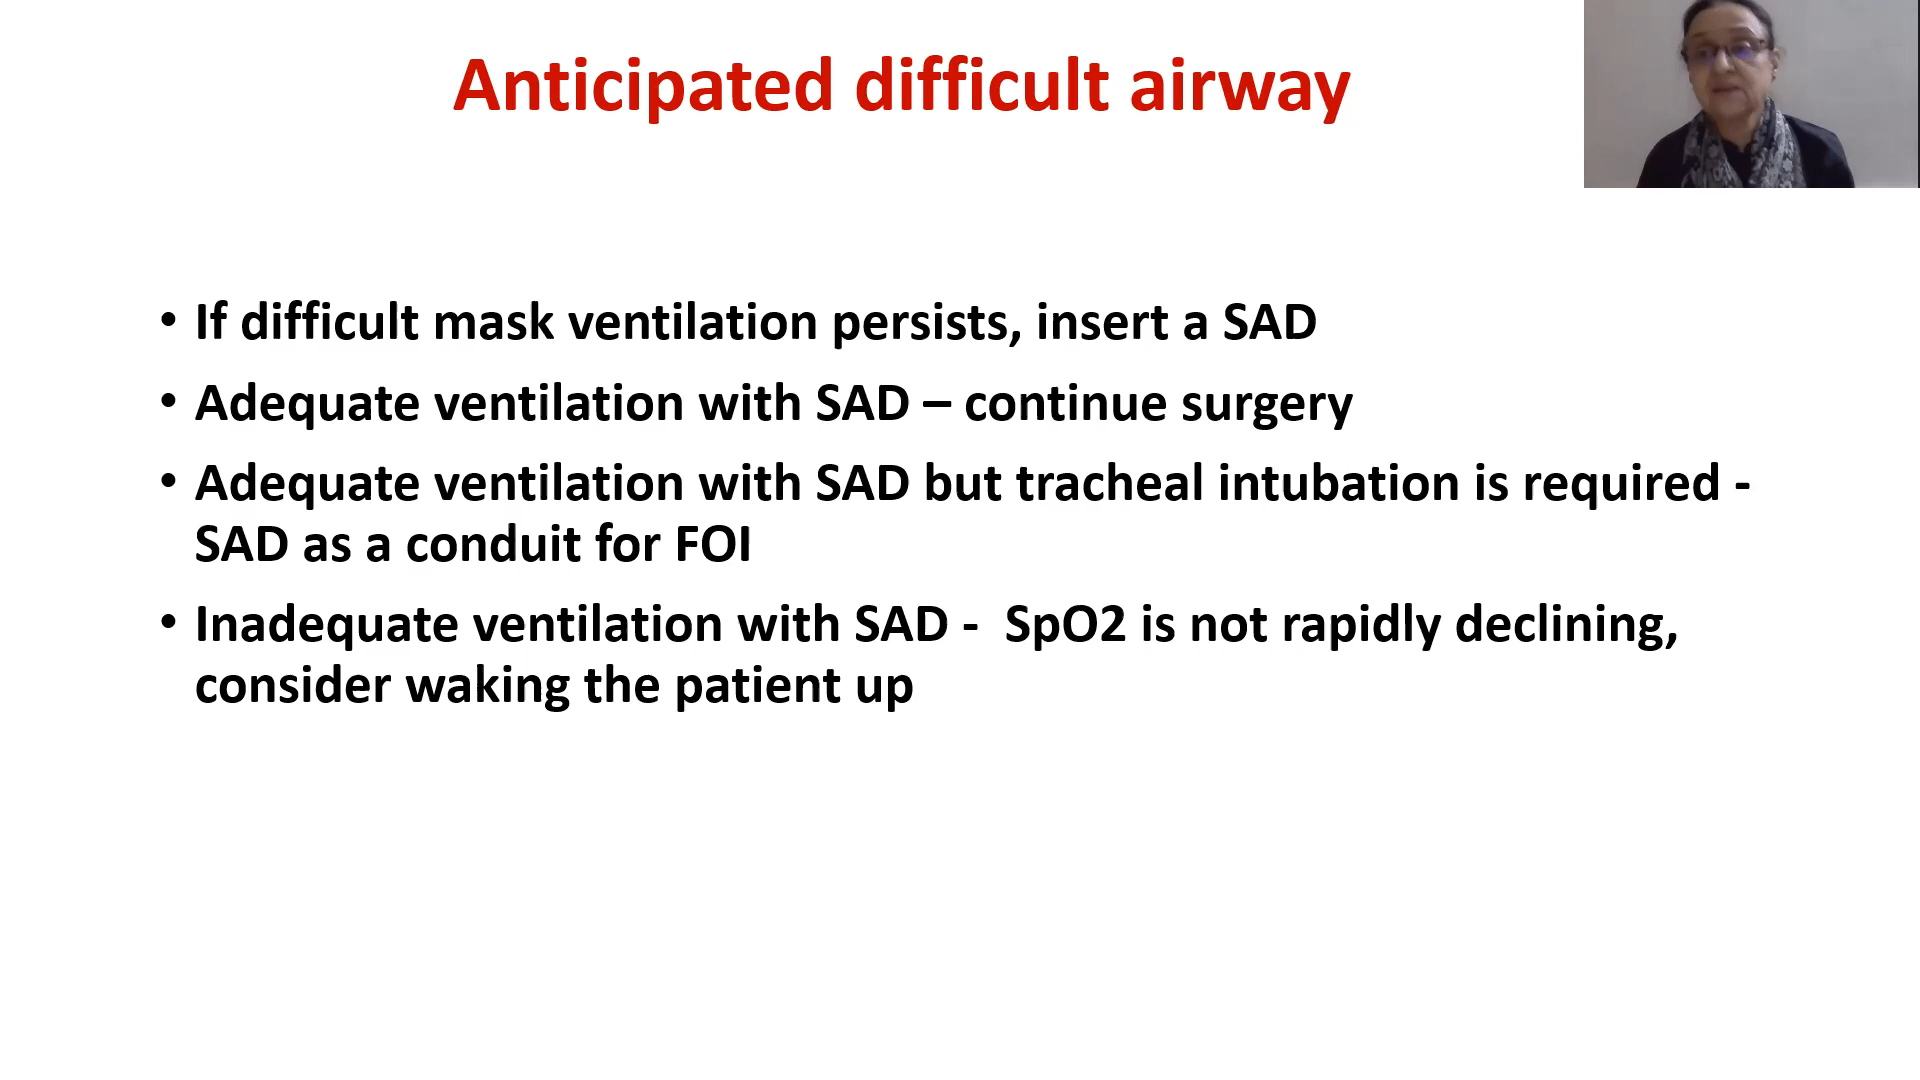 Anticipated difficult airway
• If difficult mask ventilation persists, insert a SAD
• Adequate ventilation with SAD – continue surgery
• Adequate ventilation with SAD but tracheal intubation is required -
SAD as a conduit for FOI
• Inadequate ventilation with SAD -  SpO2 is not rapidly declining,
consider waking the patient up